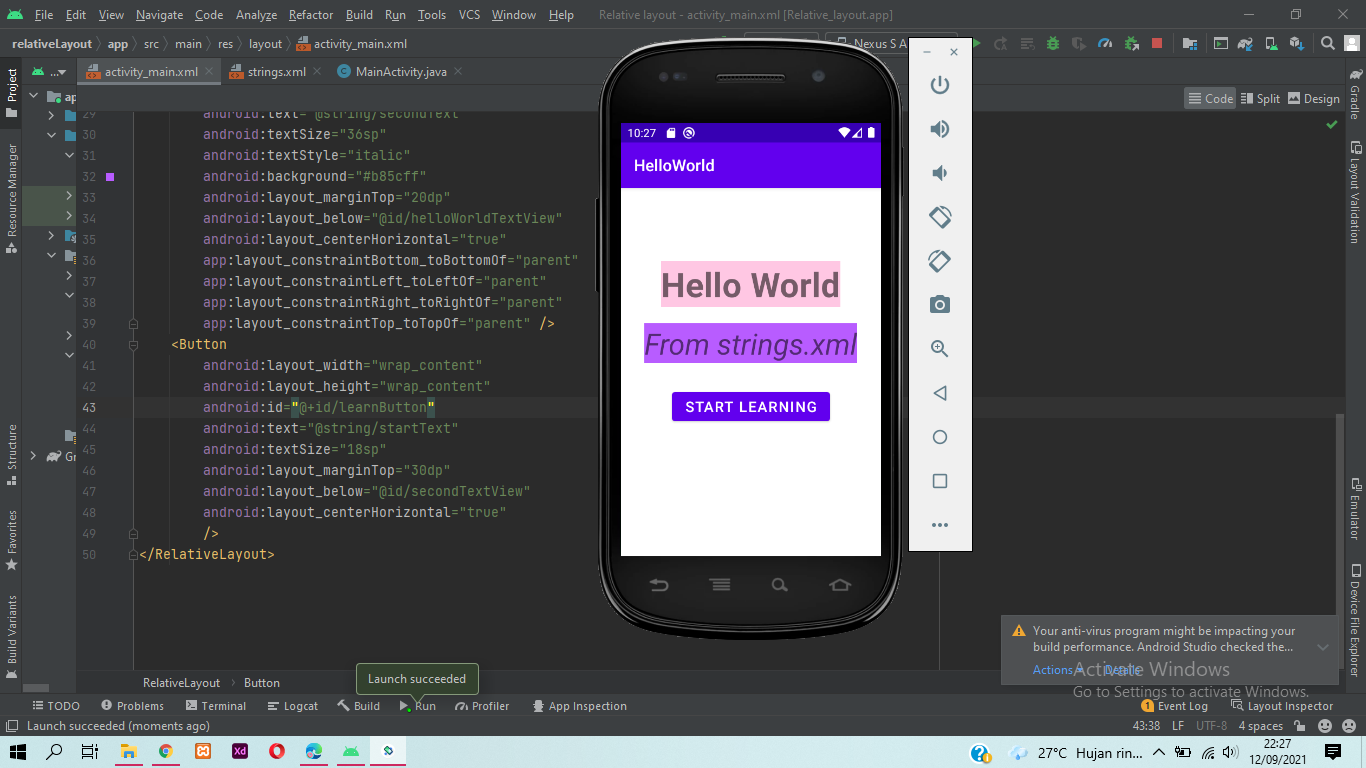 File Edit View Navigate Code Analyze Refactor Build Run Tools VCS Window Help Relative layout - activity_main.xml [Relative_layout.app]
relativeLayout app src main res layout activity_main.xml Nexus S A
activity_main.xml strings.xml MainActivity.java
Code Split Design
Project
Resource Manager
Structure
Favorites
Build Variants
ap
Gr
29 android:text="@string/secondText"
30 android:textSize="36sp"
31 android:textStyle="italic"
32 android:background="#b85cff"
33 android:layout_marginTop="20dp"
34 android:layout_below="@id/helloWorldTextView"
35 android:layout_centerHorizontal="true"
36 app:layout_constraintBottom_toBottomOf="parent"
37 app:layout_constraintLeft_toLeftOf="parent"
38 app:layout_constraintRight_toRightOf="parent"
39 app:layout_constraintTop_toTopOf="parent" />
40 <Button
41 android:layout_width="wrap_content"
42 android:layout_height="wrap_content"
43 android:id="@+id/learnButton"
44 android:text="@string/startText"
45 android:textSize="18sp"
46 android:layout_marginTop="30dp"
47 android:layout_below="@id/secondTextView"
48 android:layout_centerHorizontal="true"
49 />
50 </RelativeLayout>
10:27
HelloWorld
Hello World
From strings.xml
START LEARNING
Gradle
Layout Validation
Emulator
Device File Explorer
Your anti-virus program might be impacting your
build performance. Android Studio checked the...
Actions
Activate Windows
Go to Settings to activate Windows.
RelativeLayout Button
Launch succeeded
TODO Problems Terminal Logcat Build Run Profiler App Inspection 1 Event Log Layout Inspector
Launch succeeded (moments ago) 43:38 LF UTF-8 4 spaces
Xd
27°C Hujan rin...
22:27
12/09/2021